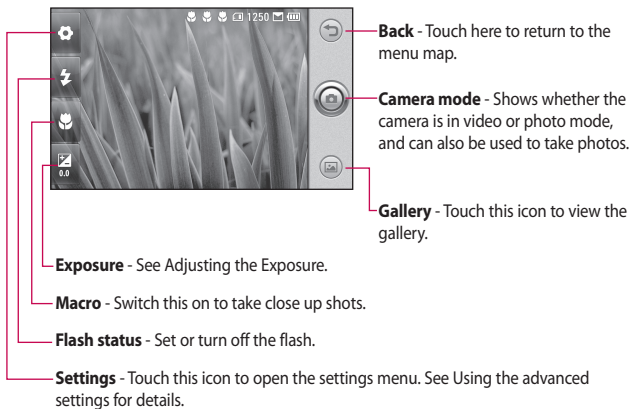 1250
0.0
Back - Touch here to return to the
menu map.
Camera mode - Shows whether the
camera is in video or photo mode,
and can also be used to take photos.
Gallery - Touch this icon to view the
gallery.
Exposure - See Adjusting the Exposure.
Macro - Switch this on to take close up shots.
Flash status - Set or turn off the flash.
Settings - Touch this icon to open the settings menu. See Using the advanced
settings for details.